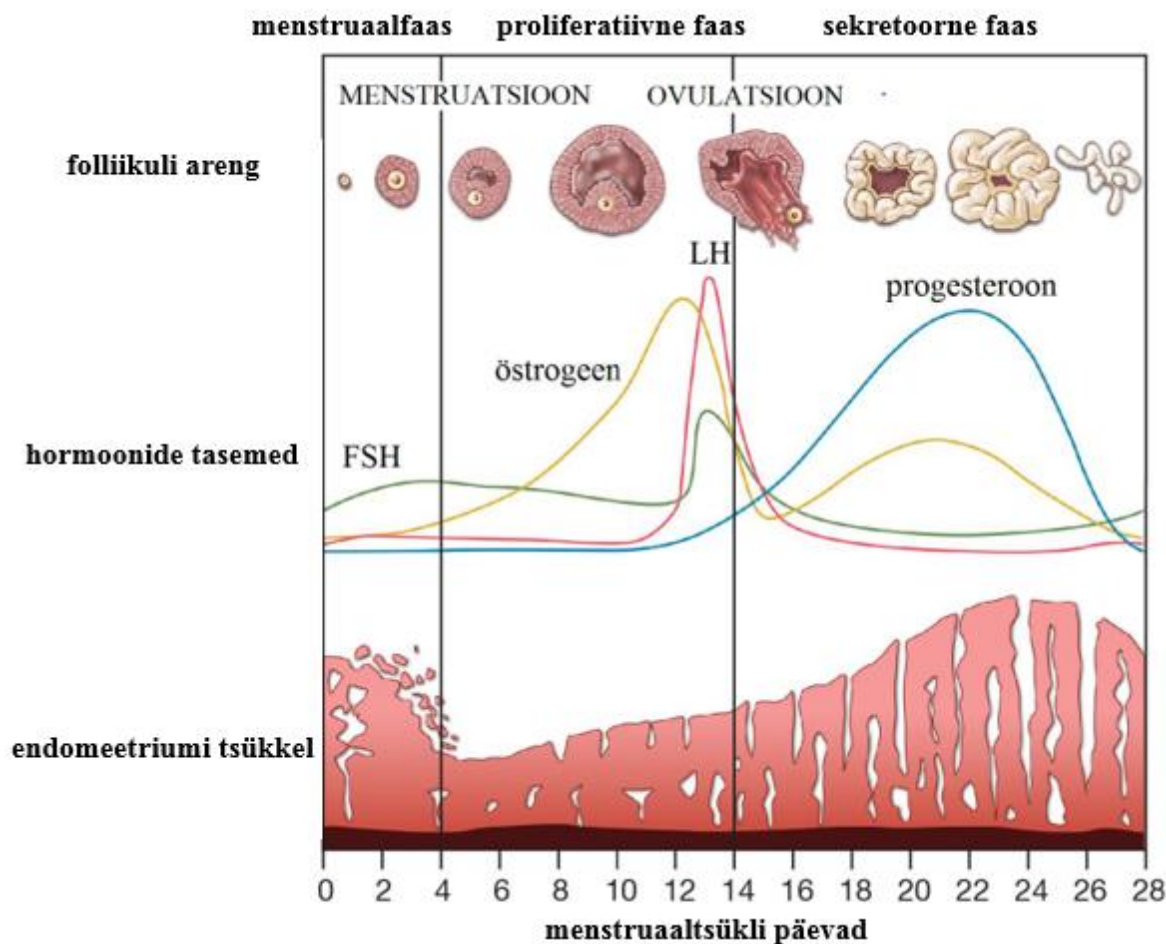 menstruaalfaas proliferatiivne faas sekretoorne faas
MENSTRUATSIOON OVULATSIOON
folliikuli areng
LH
progesteroon
östrogeen
hormoonide tasemed
FSH
endomeetriumi tsükkel
0 2 4 6 8 10 12 14 16 18 20 22 24 26 28
menstruaaltsükli päevad